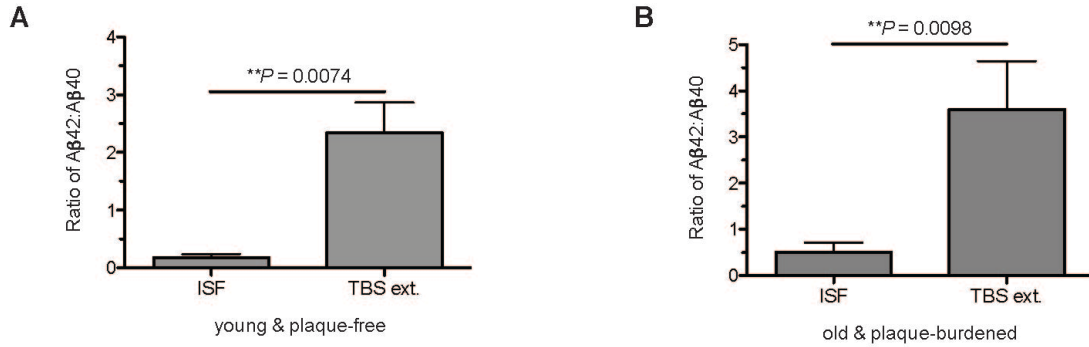 A
Ratio of Aβ42:Aβ40
4
3
2
1
0
**P = 0.0074
ISF
TBS ext.
young & plaque-free
B
Ratio of Aβ42:Aβ40
5
4
3
2
1
0
**P = 0.0098
ISF
TBS ext.
old & plaque-burdened